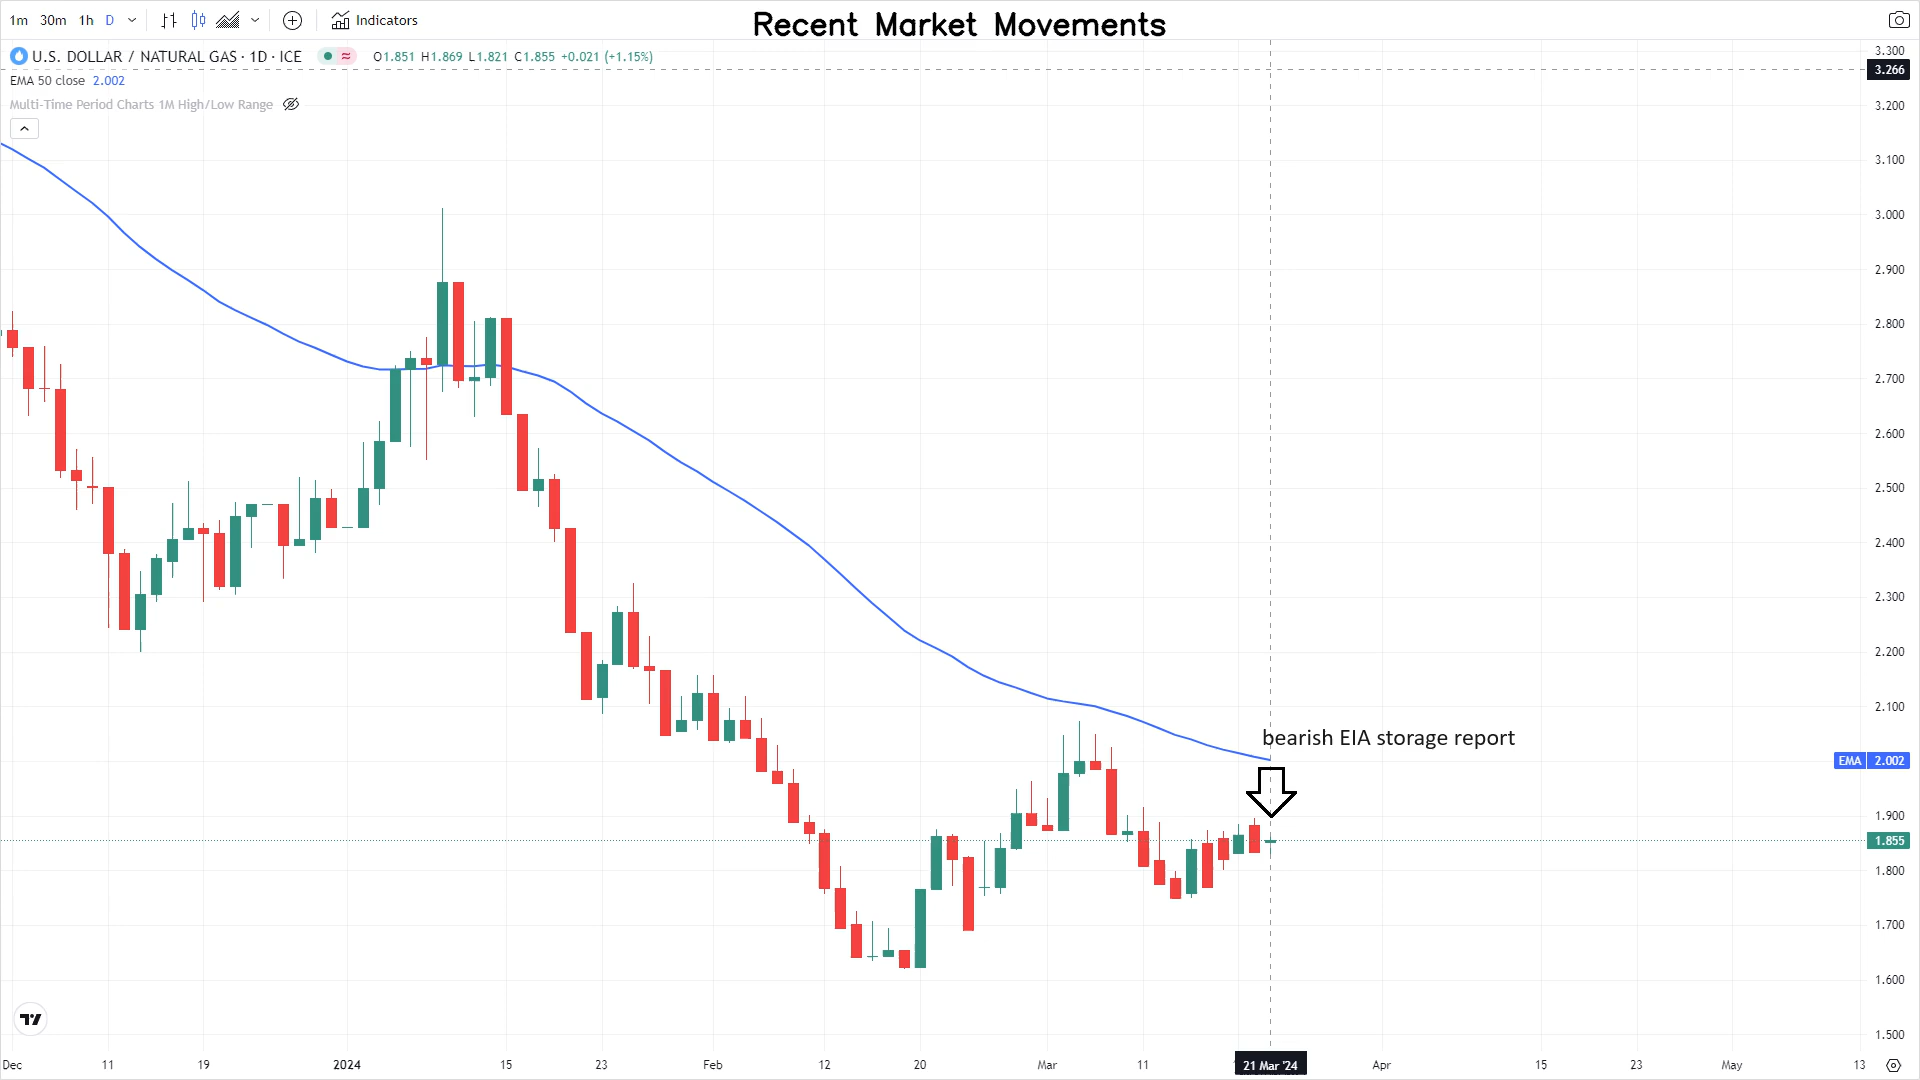 1m 30m 1h D Indicators
Recent Market Movements
U.S. DOLLAR / NATURAL GAS · 1D · ICE O1.851 H1.869 L1.821 C1.855 +0.021 (+1.15%)
EMA 50 close 2.002
Multi-Time Period Charts 1M High/Low Range
3.300
3.266
3.200
3.100
3.000
2.900
2.800
2.700
2.600
2.500
2.400
2.300
2.200
2.100
bearish EIA storage report
EMA 2.002
1.900
1.855
1.800
1.700
1.600
1.500
Dec 11 19 2024 15 23 Feb 12 20 Mar 11 21 Mar '24 Apr 15 23 May 13